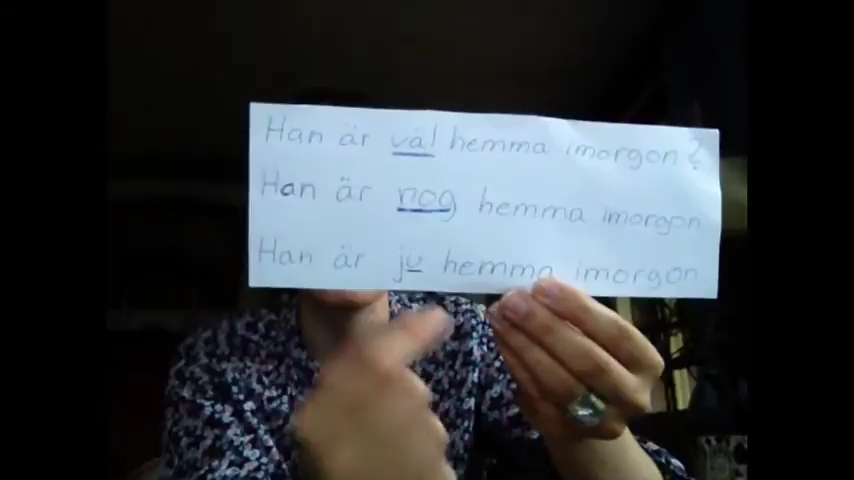 Han är väl hemma imorgon?
Han är nog hemma imorgon
Han är ju hemma imorgon